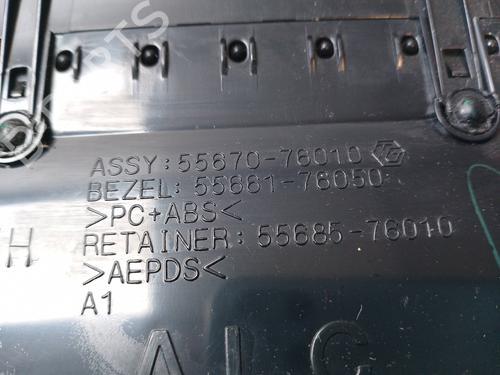 ASSY:55670-76010
BEZEL:55661-76050
>PC+ABS<
RETAINER:55685-76010
>AEPDS<
A1